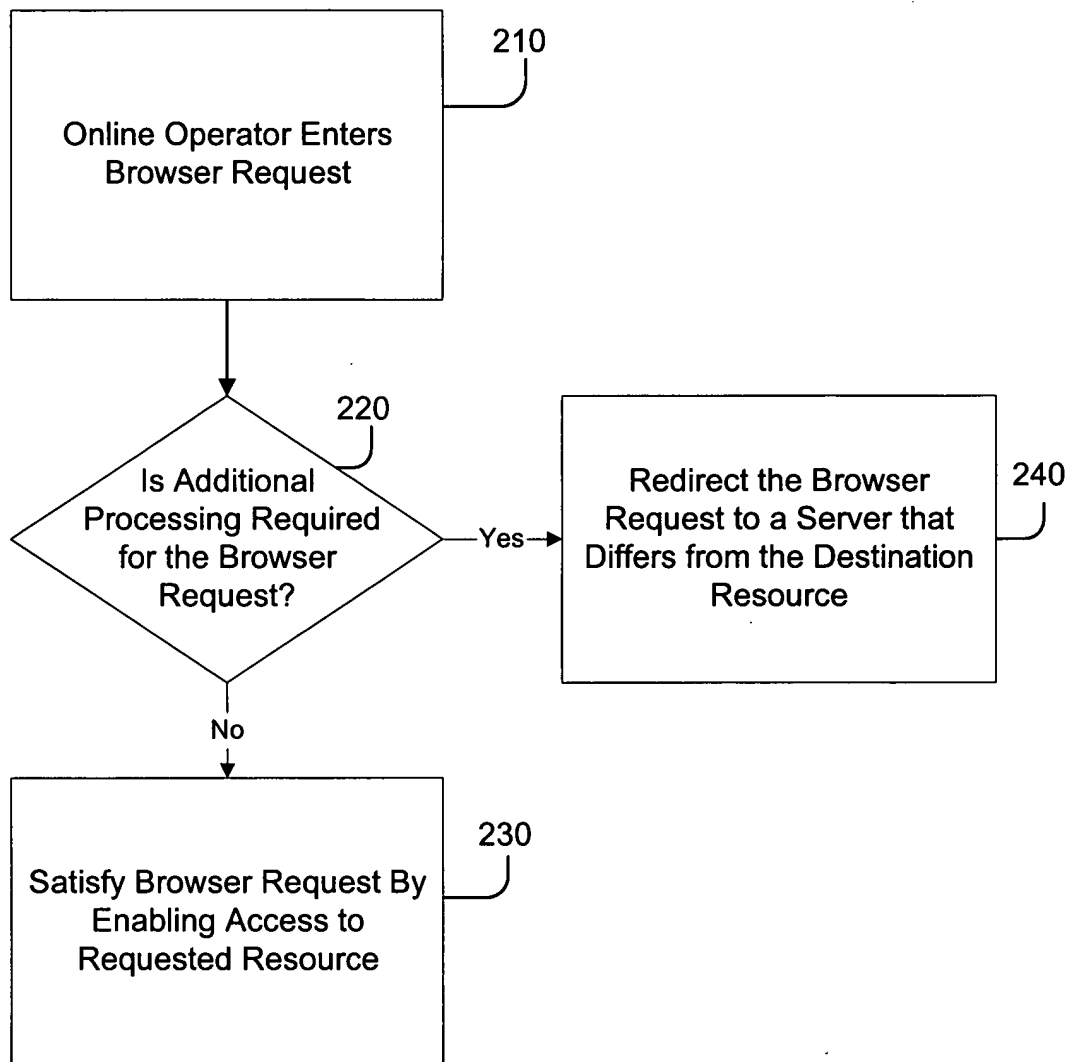 210
Online Operator Enters
Browser Request
220
Is Additional
Processing Required
for the Browser
Request?
Yes
Redirect the Browser
Request to a Server that
Differs from the Destination
Resource
240
No
230
Satisfy Browser Request By
Enabling Access to
Requested Resource